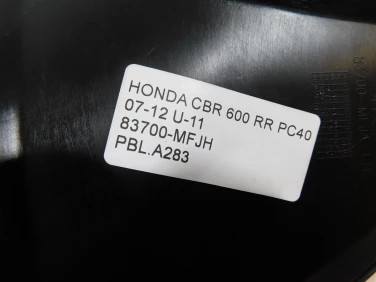 HONDA CBR 600 RR PC40
07-12 U-11
83700-MFJH
PBL.A283